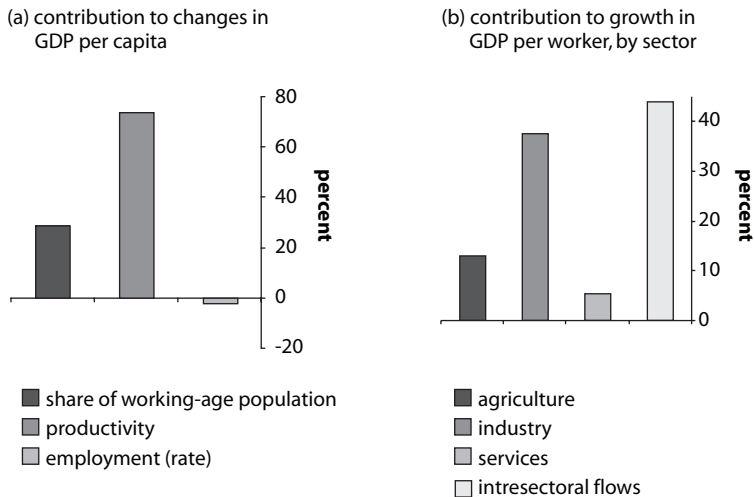 (a) contribution to changes in
GDP per capita
80
60
40
20
0
-20
percent
share of working-age population
productivity
employment (rate)
(b) contribution to growth in
GDP per worker, by sector
40
30
20
10
0
percent
agriculture
industry
services
intresectoral flows